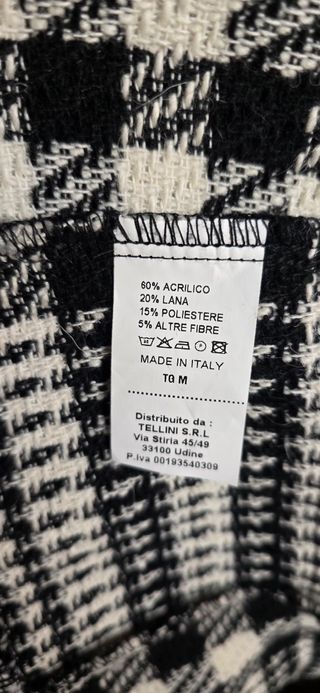 60% ACRILICO
20% LANA
15% POLIESTERE
5% ALTRE FIBRE
MADE IN ITALY
TG M
Distribuito da :
TELLINI S.R.L
Via Stiria 45/49
33100 Udine
P.Iva 00193540309